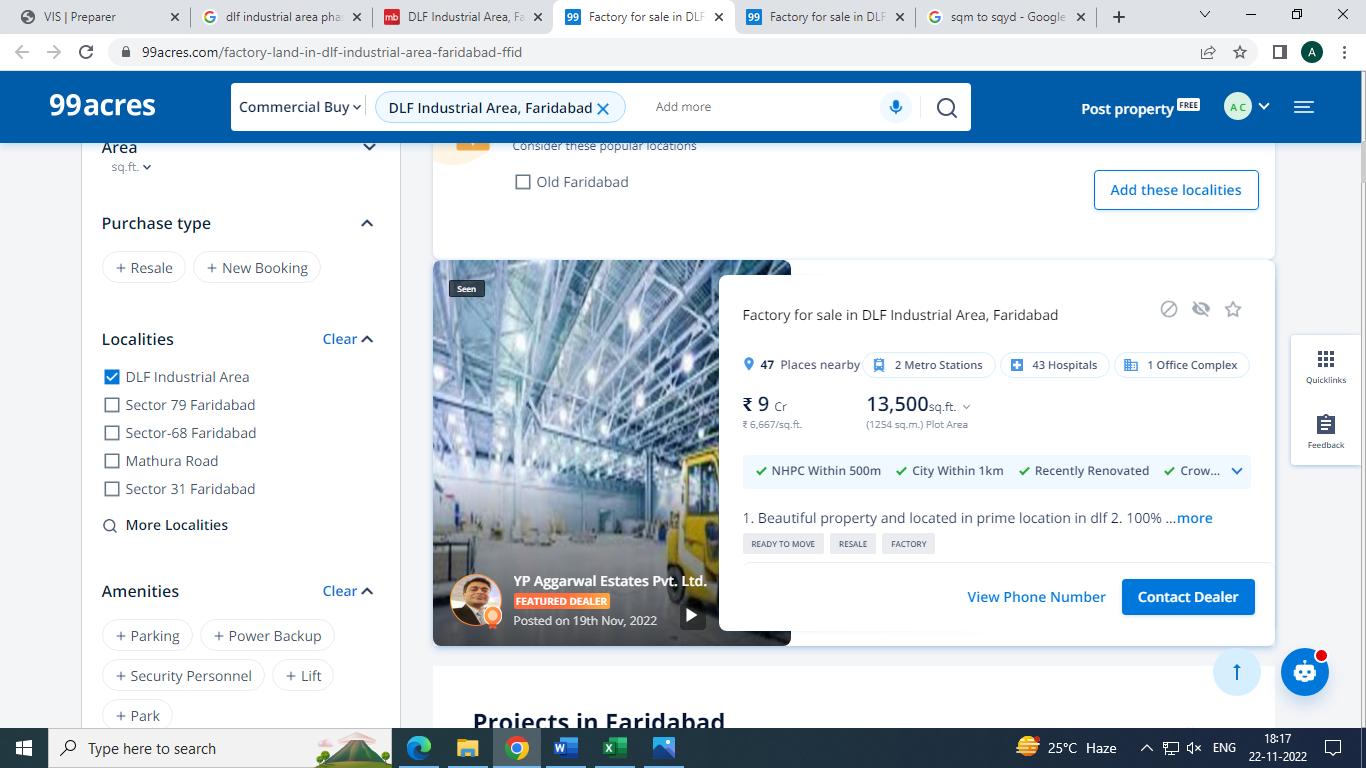 VIS | Preparer
dlf industrial area pha
DLF Industrial Area, Fa
Factory for sale in DLF
Factory for sale in DLF
sqm to sqyd - Google
99acres.com/factory-land-in-dlf-industrial-area-faridabad-ffid
A
99acres
Commercial Buy
DLF Industrial Area, Faridabad
Add more
Post property FREE
A C
Area
sq.ft.
Purchase type
+ Resale
+ New Booking
Localities
Clear
DLF Industrial Area
Sector 79 Faridabad
Sector-68 Faridabad
Mathura Road
Sector 31 Faridabad
More Localities
Amenities
Clear
+ Parking
+ Power Backup
+ Security Personnel
+ Lift
+ Park
Consider these popular locations
Old Faridabad
Add these localities
Seen
YP Aggarwal Estates Pvt. Ltd.
FEATURED DEALER
Posted on 19th Nov, 2022
Factory for sale in DLF Industrial Area, Faridabad
47 Places nearby
2 Metro Stations
43 Hospitals
1 Office Complex
₹ 9 Cr
₹ 6,667/sq.ft.
13,500sq.ft.
(1254 sq.m.) Plot Area
NHPC Within 500m
City Within 1km
Recently Renovated
Crow...
1. Beautiful property and located in prime location in dlf 2. 100% ...more
READY TO MOVE
RESALE
FACTORY
View Phone Number
Contact Dealer
Quicklinks
Feedback
Projects in Faridabad
Type here to search
25°C Haze
ENG
18:17
22-11-2022